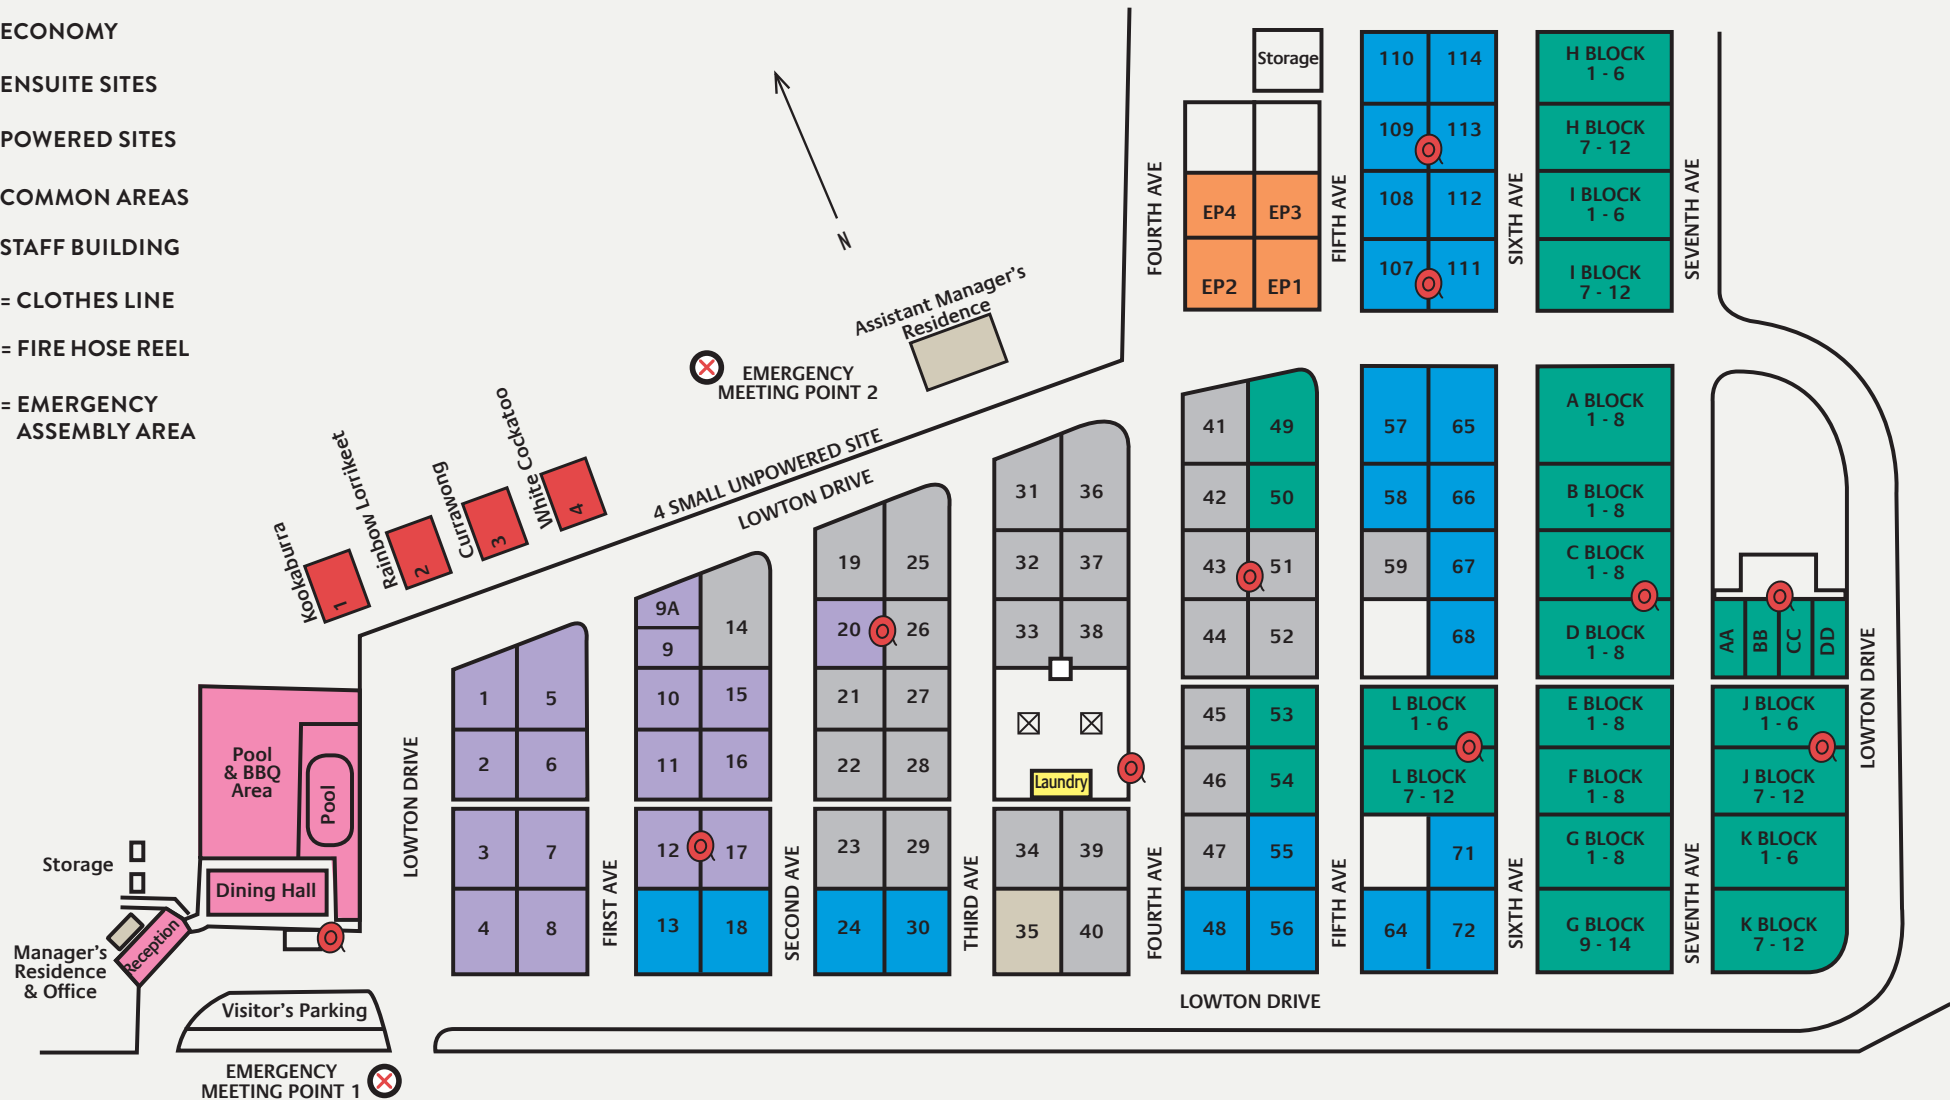 ECONOMY
ENSUITE SITES
POWERED SITES
COMMON AREAS
STAFF BUILDING
= CLOTHES LINE
= FIRE HOSE REEL
= EMERGENCY
ASSEMBLY AREA
N
Assistant Manager's
Residence
EMERGENCY
MEETING POINT 2
4 SMALL UNPOWERED SITE
LOWTON DRIVE
Kookaburra
1
Rainbow Lorrikeet
2
Currawong
3
White Cockatoo
4
Pool
& BBQ
Area
Pool
Dining Hall
Storage
Reception
Manager's
Residence
& Office
Visitor's Parking
EMERGENCY
MEETING POINT 1
LOWTON DRIVE
1 5
2 6
3 7
4 8
FIRST AVE
9A
9
14
10 15
11 16
12 17
13 18
SECOND AVE
19 25
20 26
21 27
22 28
23 29
24 30
THIRD AVE
31 36
32 37
33 38
Laundry
34 39
35 40
FOURTH AVE
FOURTH AVE
Storage
EP4 EP3
EP2 EP1
41 49
42 50
43 51
44 52
45 53
46 54
47 55
48 56
LOWTON DRIVE
FIFTH AVE
FIFTH AVE
110 114
109 113
108 112
107 111
57 65
58 66
59 67
68
L BLOCK
1 - 6
L BLOCK
7 - 12
71
64 72
SIXTH AVE
SIXTH AVE
H BLOCK
1 - 6
H BLOCK
7 - 12
I BLOCK
1 - 6
I BLOCK
7 - 12
A BLOCK
1 - 8
B BLOCK
1 - 8
C BLOCK
1 - 8
D BLOCK
1 - 8
E BLOCK
1 - 8
F BLOCK
1 - 8
G BLOCK
1 - 8
G BLOCK
9 - 14
SEVENTH AVE
SEVENTH AVE
AA BB CC DD
J BLOCK
1 - 6
J BLOCK
7 - 12
K BLOCK
1 - 6
K BLOCK
7 - 12
LOWTON DRIVE